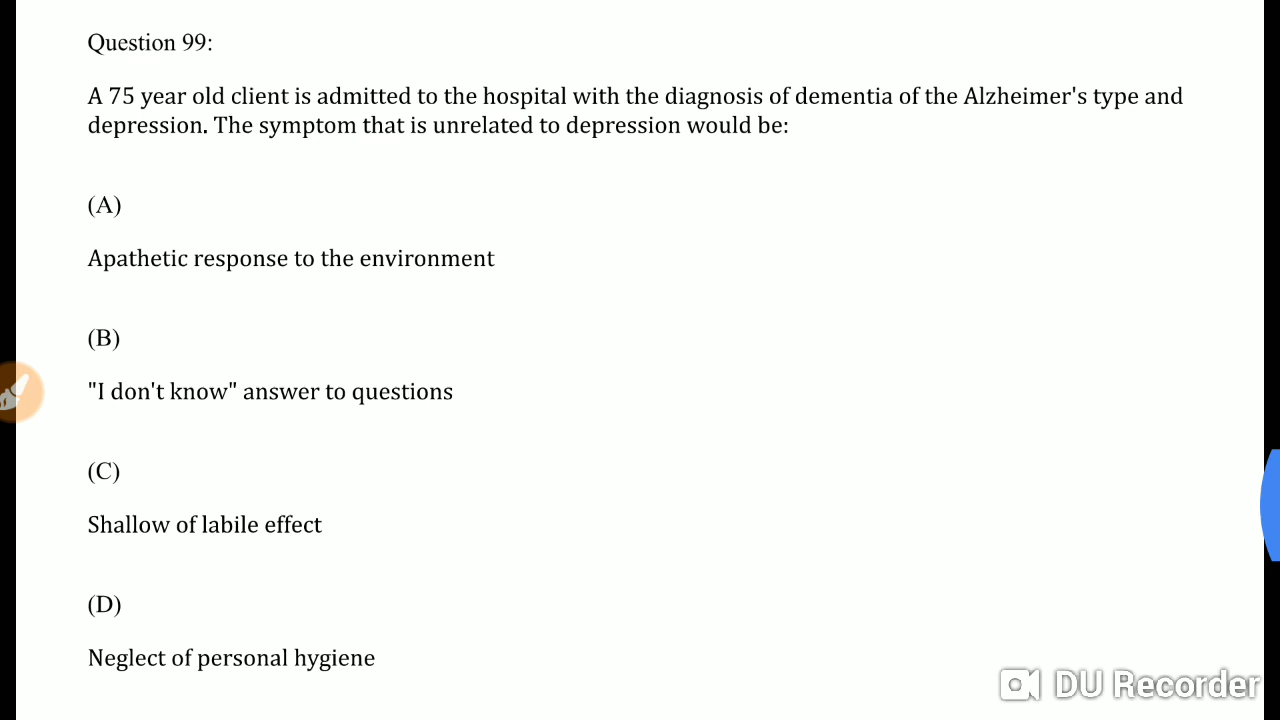 Question 99:
A 75 year old client is admitted to the hospital with the diagnosis of dementia of the Alzheimer's type and
depression. The symptom that is unrelated to depression would be:
(A)
Apathetic response to the environment
(B)
"I don't know" answer to questions
(C)
Shallow of labile effect
(D)
Neglect of personal hygiene
DU Recorder